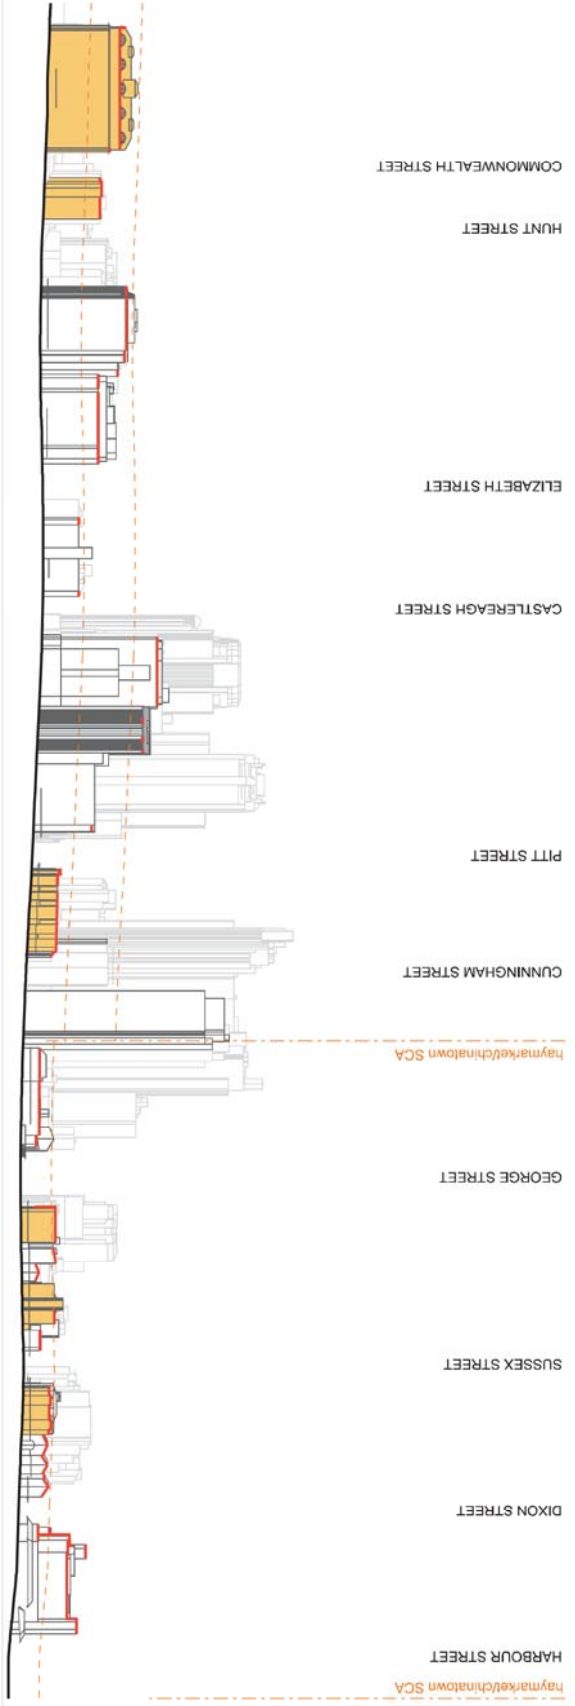 haymarket/chinatown SCA
HARBOUR STREET
DIXON STREET
SUSSEX STREET
GEORGE STREET
haymarket/chinatown SCA
CUNNINGHAM STREET
PITT STREET
CASTLEREAGH STREET
ELIZABETH STREET
HUNT STREET
COMMONWEALTH STREET